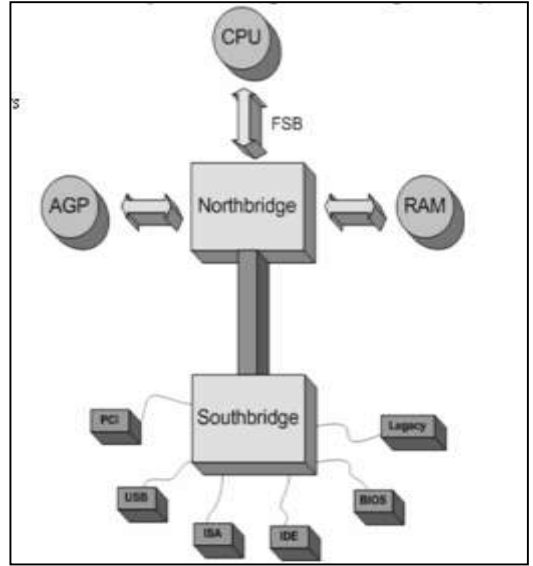 CPU
FSB
AGP
Northbridge
RAM
Southbridge
PCI
Legacy
USB
BIOS
ISA
IDE